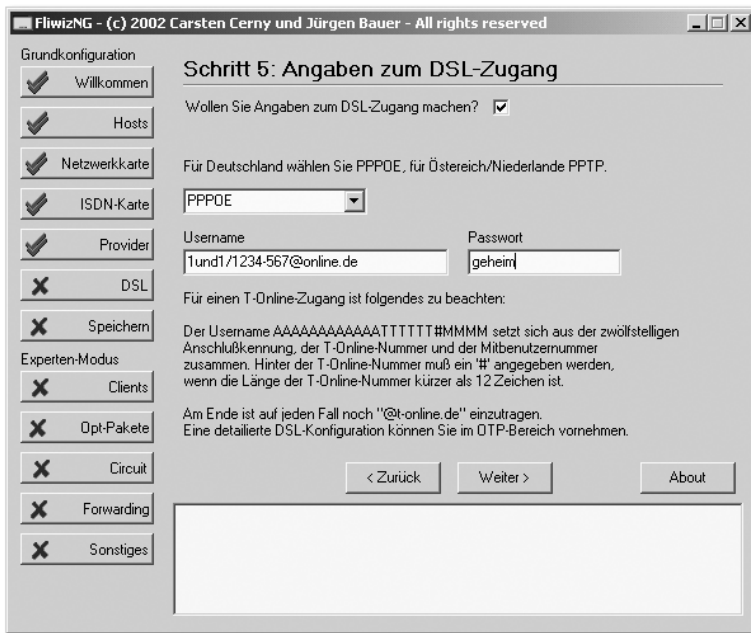 FliwizNG - (c) 2002 Carsten Cerny und Jürgen Bauer - All rights reserved
Grundkonfiguration
Willkommen
Hosts
Netzwerkkarte
ISDN-Karte
Provider
DSL
Speichern
Experten-Modus
Clients
Opt-Pakete
Circuit
Forwarding
Sonstiges
Schritt 5: Angaben zum DSL-Zugang
Wollen Sie Angaben zum DSL-Zugang machen?
Für Deutschland wählen Sie PPPOE, für Östereich/Niederlande PPTP.
PPPOE
Username
Passwort
1und1/1234-567@online.de
geheim
Für einen T-Online-Zugang ist folgendes zu beachten:
Der Username AAAAAAAAAAAATTTTTT#MMMM setzt sich aus der zwölfstelligen
Anschlußkennung, der T-Online-Nummer und der Mitbenutzernummer
zusammen. Hinter der T-Online-Nummer muß ein '#' angegeben werden,
wenn die Länge der T-Online-Nummer kürzer als 12 Zeichen ist.
Am Ende ist auf jeden Fall noch "@t-online.de" einzutragen.
Eine detailierte DSL-Konfiguration können Sie im OTP-Bereich vornehmen.
< Zurück
Weiter >
About